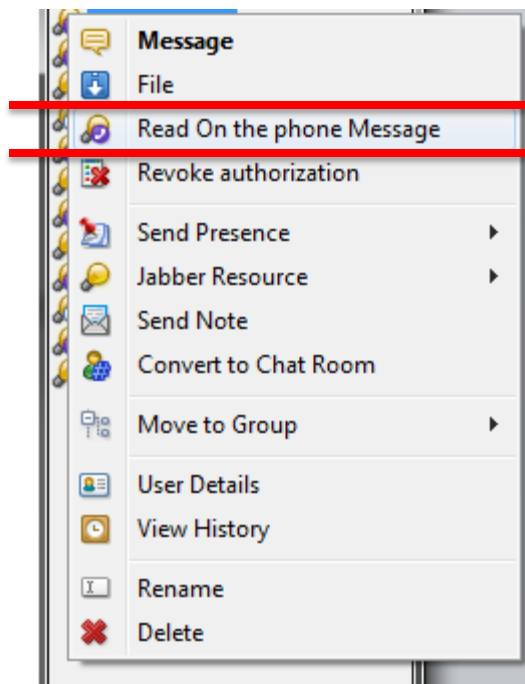 Message
File
Read On the phone Message
Revoke authorization
Send Presence
Jabber Resource
Send Note
Convert to Chat Room
Move to Group
User Details
View History
Rename
Delete